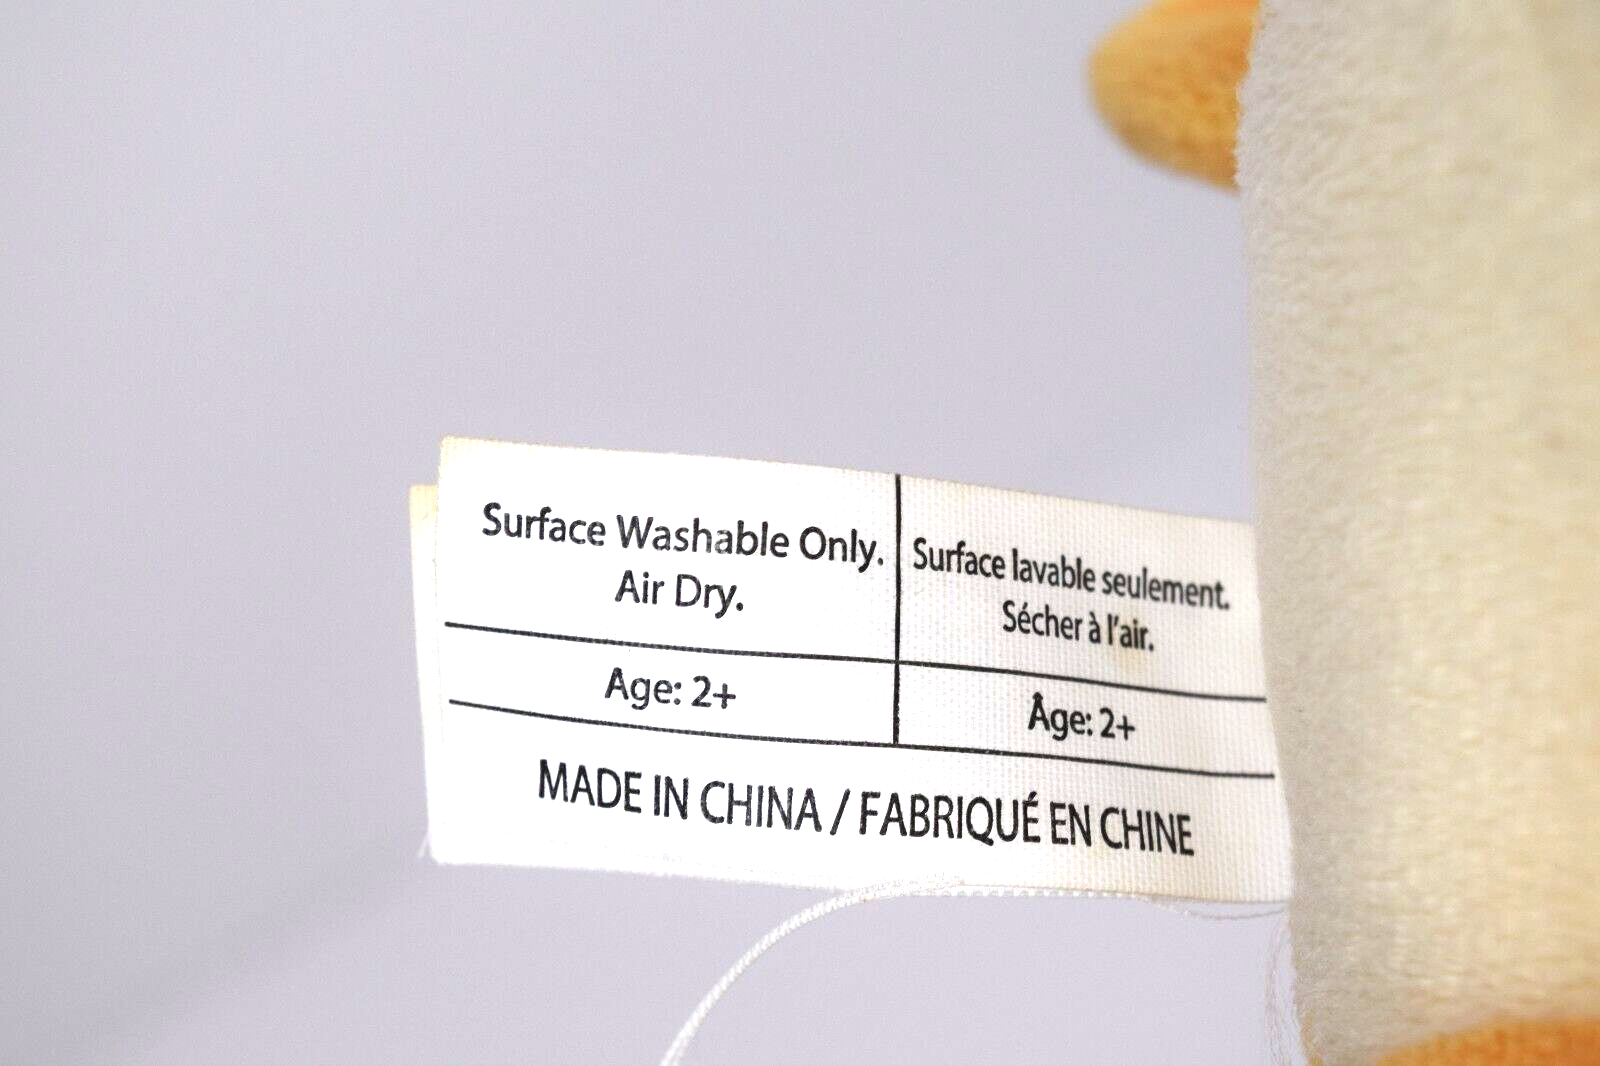 Surface Washable Only.
Air Dry.
Surface lavable seulement.
Sécher à l'air.
Age: 2+
Âge: 2+
MADE IN CHINA / FABRIQUÉ EN CHINE